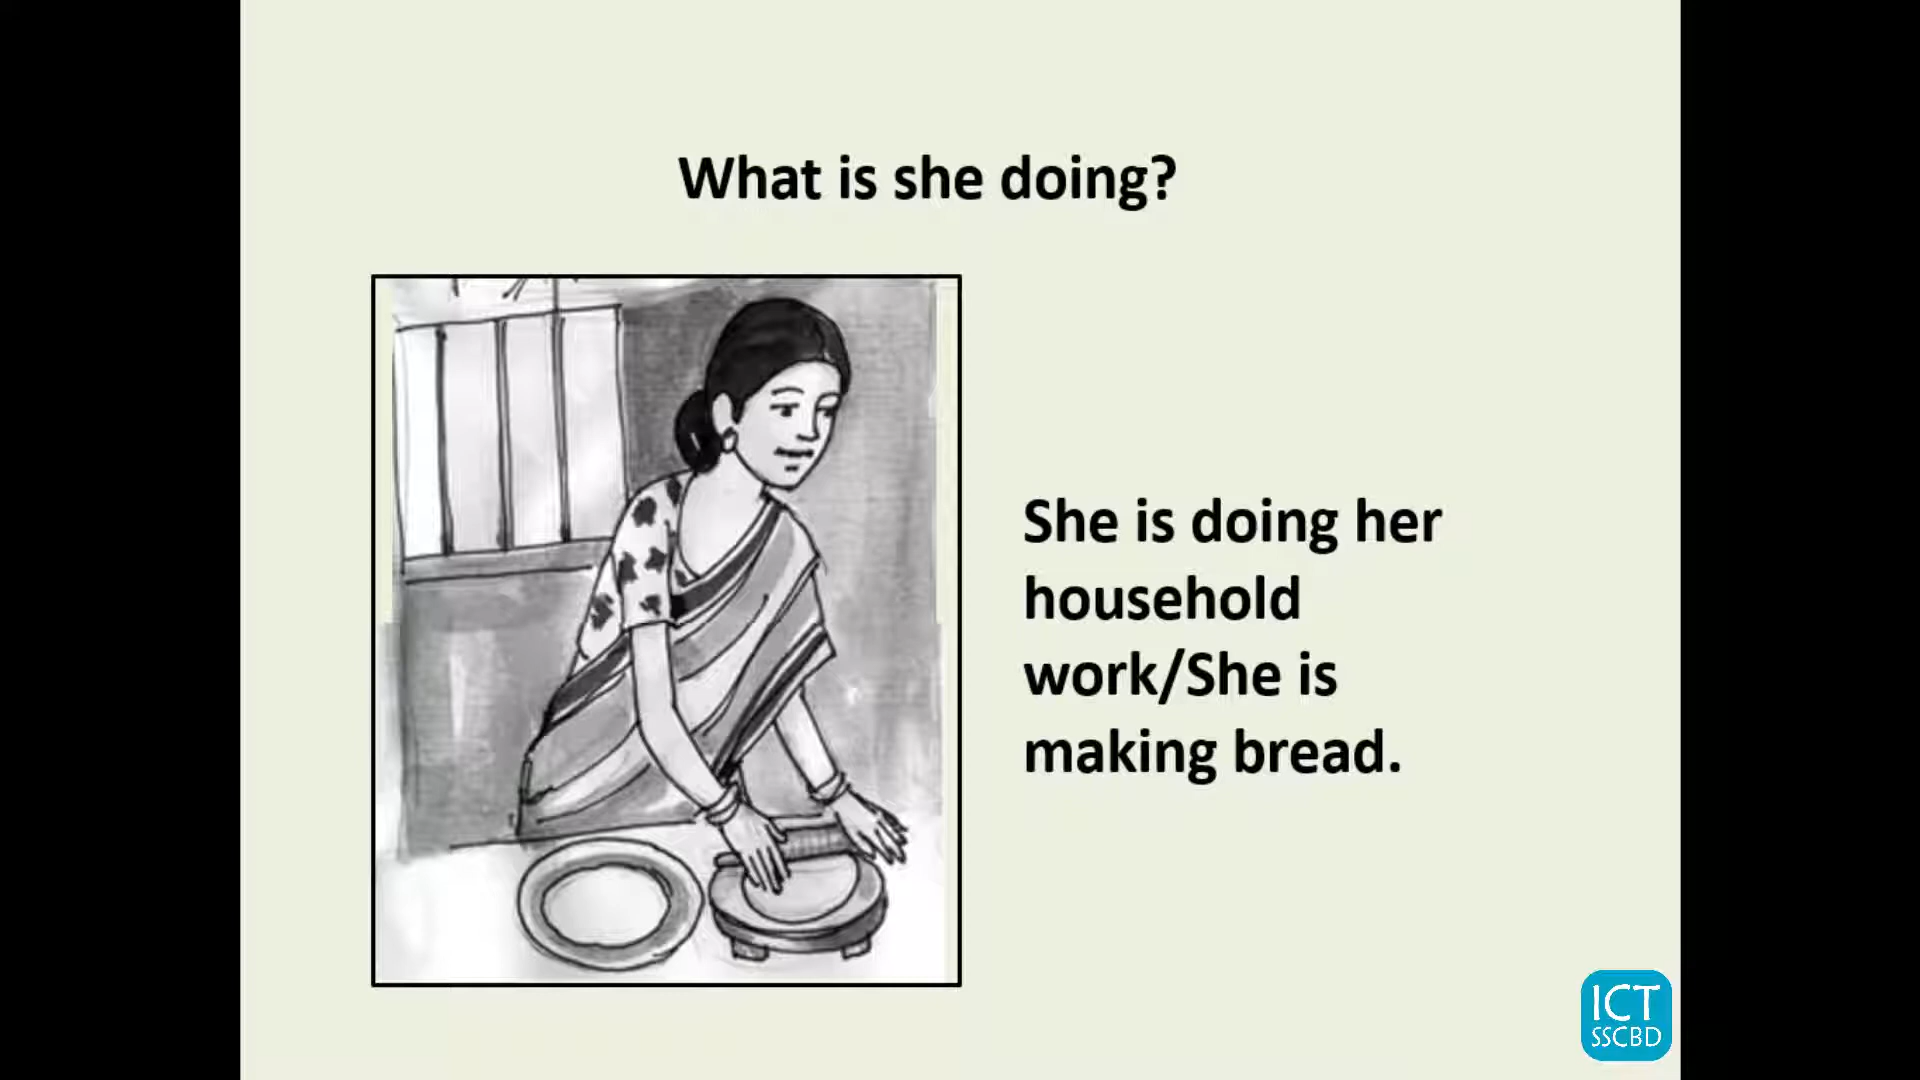 What is she doing?
She is doing her
household
work/She is
making bread.
ICT
SSCBD